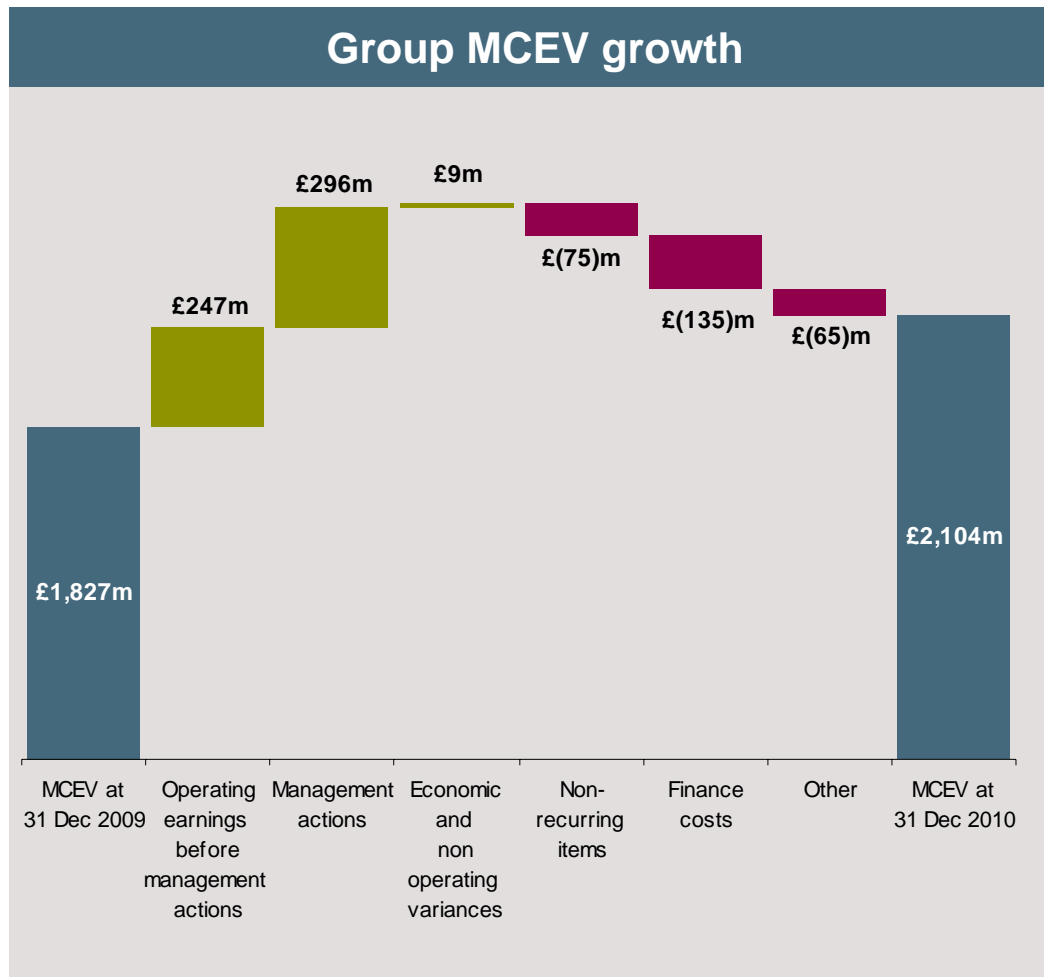 Group MCEV growth
£296m
£9m
£(75)m
£247m
£(135)m
£(65)m
£2,104m
£1,827m
MCEV at
31 Dec 2009
Operating
earnings
before
management
actions
Management
actions
Economic
and
non
operating
variances
Non-
recurring
items
Finance
costs
Other
MCEV at
31 Dec 2010